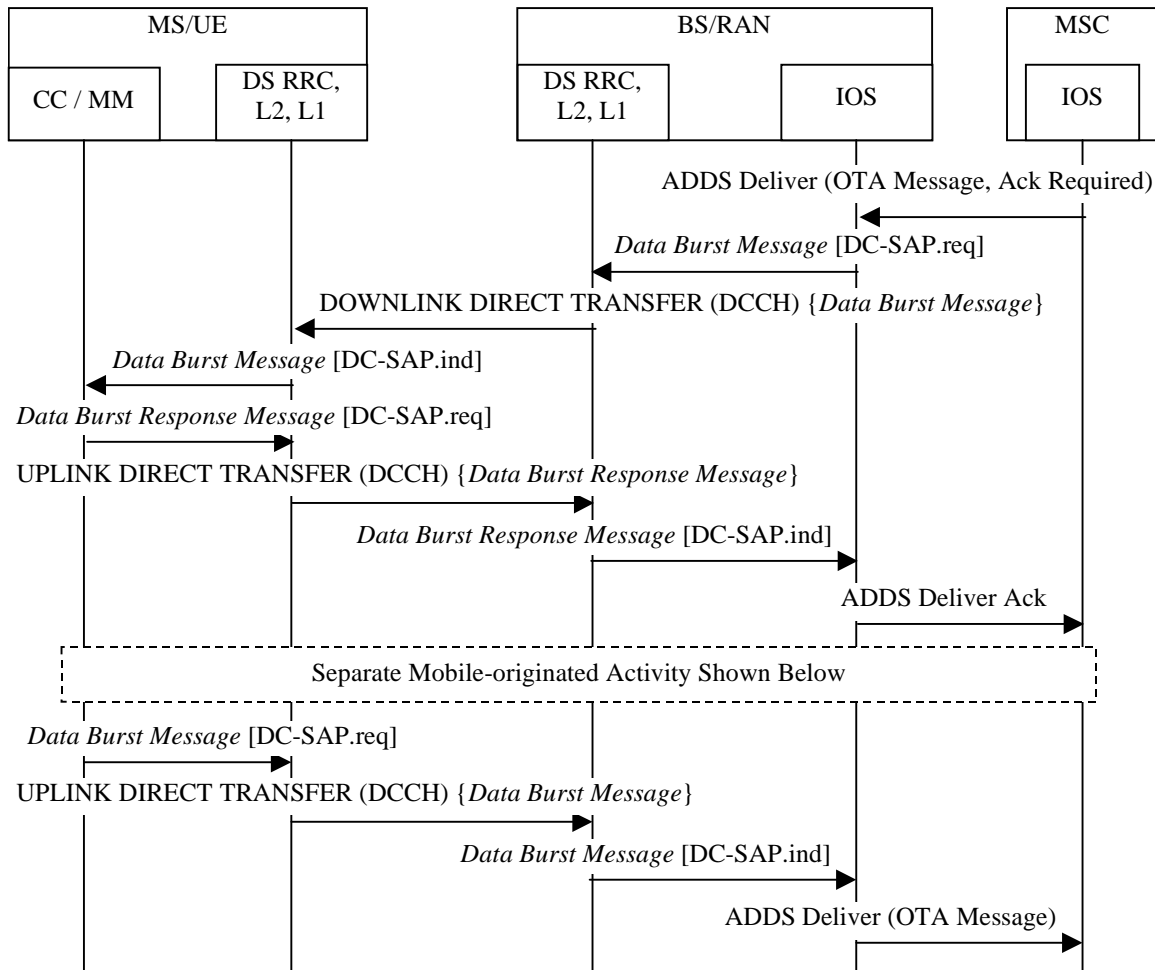 MS/UE
BS/RAN
MSC
CC / MM
DS RRC,
L2, L1
DS RRC,
L2, L1
IOS
IOS
ADDS Deliver (OTA Message, Ack Required)
Data Burst Message [DC-SAP.req]
DOWNLINK DIRECT TRANSFER (DCCH) {Data Burst Message}
Data Burst Message [DC-SAP.ind]
Data Burst Response Message [DC-SAP.req]
UPLINK DIRECT TRANSFER (DCCH) {Data Burst Response Message}
Data Burst Response Message [DC-SAP.ind]
ADDS Deliver Ack
Separate Mobile-originated Activity Shown Below
Data Burst Message [DC-SAP.req]
UPLINK DIRECT TRANSFER (DCCH) {Data Burst Message}
Data Burst Message [DC-SAP.ind]
ADDS Deliver (OTA Message)